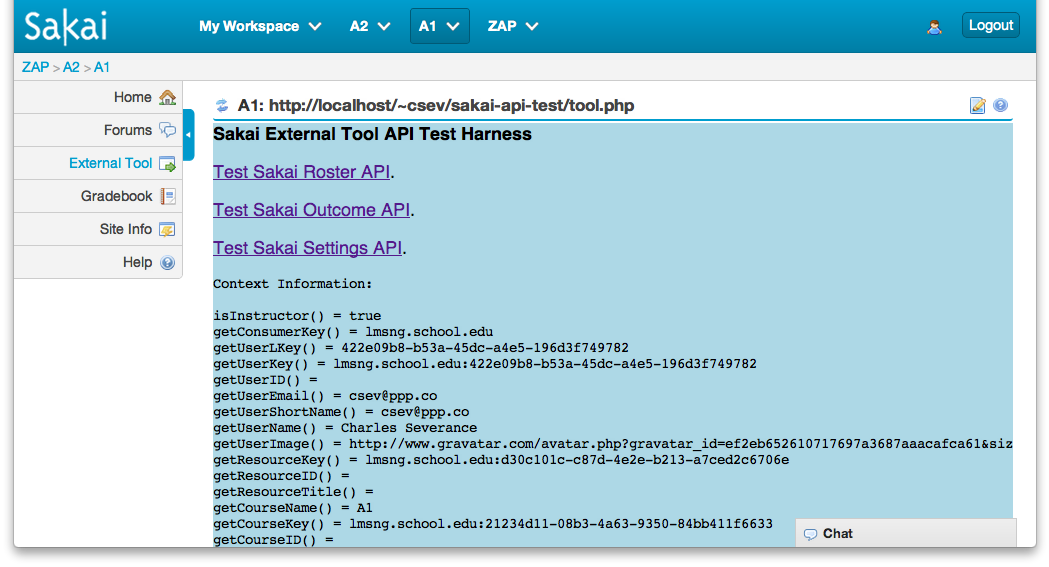 Sakai
My Workspace A2 A1 ZAP Logout
ZAP > A2 > A1
Home
Forums
External Tool
Gradebook
Site Info
Help
A1: http://localhost/~csev/sakai-api-test/tool.php
Sakai External Tool API Test Harness
Test Sakai Roster API.
Test Sakai Outcome API.
Test Sakai Settings API.
Context Information:
isInstructor() = true
getConsumerKey() = lmsng.school.edu
getUserLKey() = 422e09b8-b53a-45dc-a4e5-196d3f749782
getUserKey() = lmsng.school.edu:422e09b8-b53a-45dc-a4e5-196d3f749782
getUserID() =
getUserEmail() = csev@ppp.co
getUserShortName() = csev@ppp.co
getUserName() = Charles Severance
getUserImage() = http://www.gravatar.com/avatar.php?gravatar_id=ef2eb652610717697a3687aaacafca61&siz
getResourceKey() = lmsng.school.edu:d30c101c-c87d-4e2e-b213-a7ced2c6706e
getResourceID() =
getResourceTitle() =
getCourseName() = A1
getCourseKey() = lmsng.school.edu:21234d11-08b3-4a63-9350-84bb411f6633
getCourseID() =
Chat